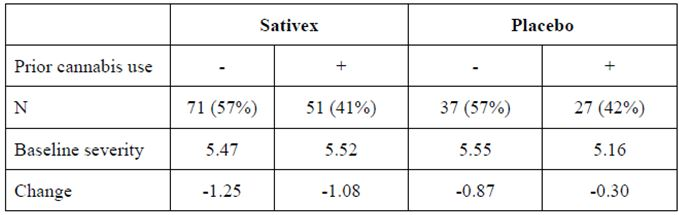 Sativex Placebo
Prior cannabis use - + - +
N 71 (57%) 51 (41%) 37 (57%) 27 (42%)
Baseline severity 5.47 5.52 5.55 5.16
Change -1.25 -1.08 -0.87 -0.30